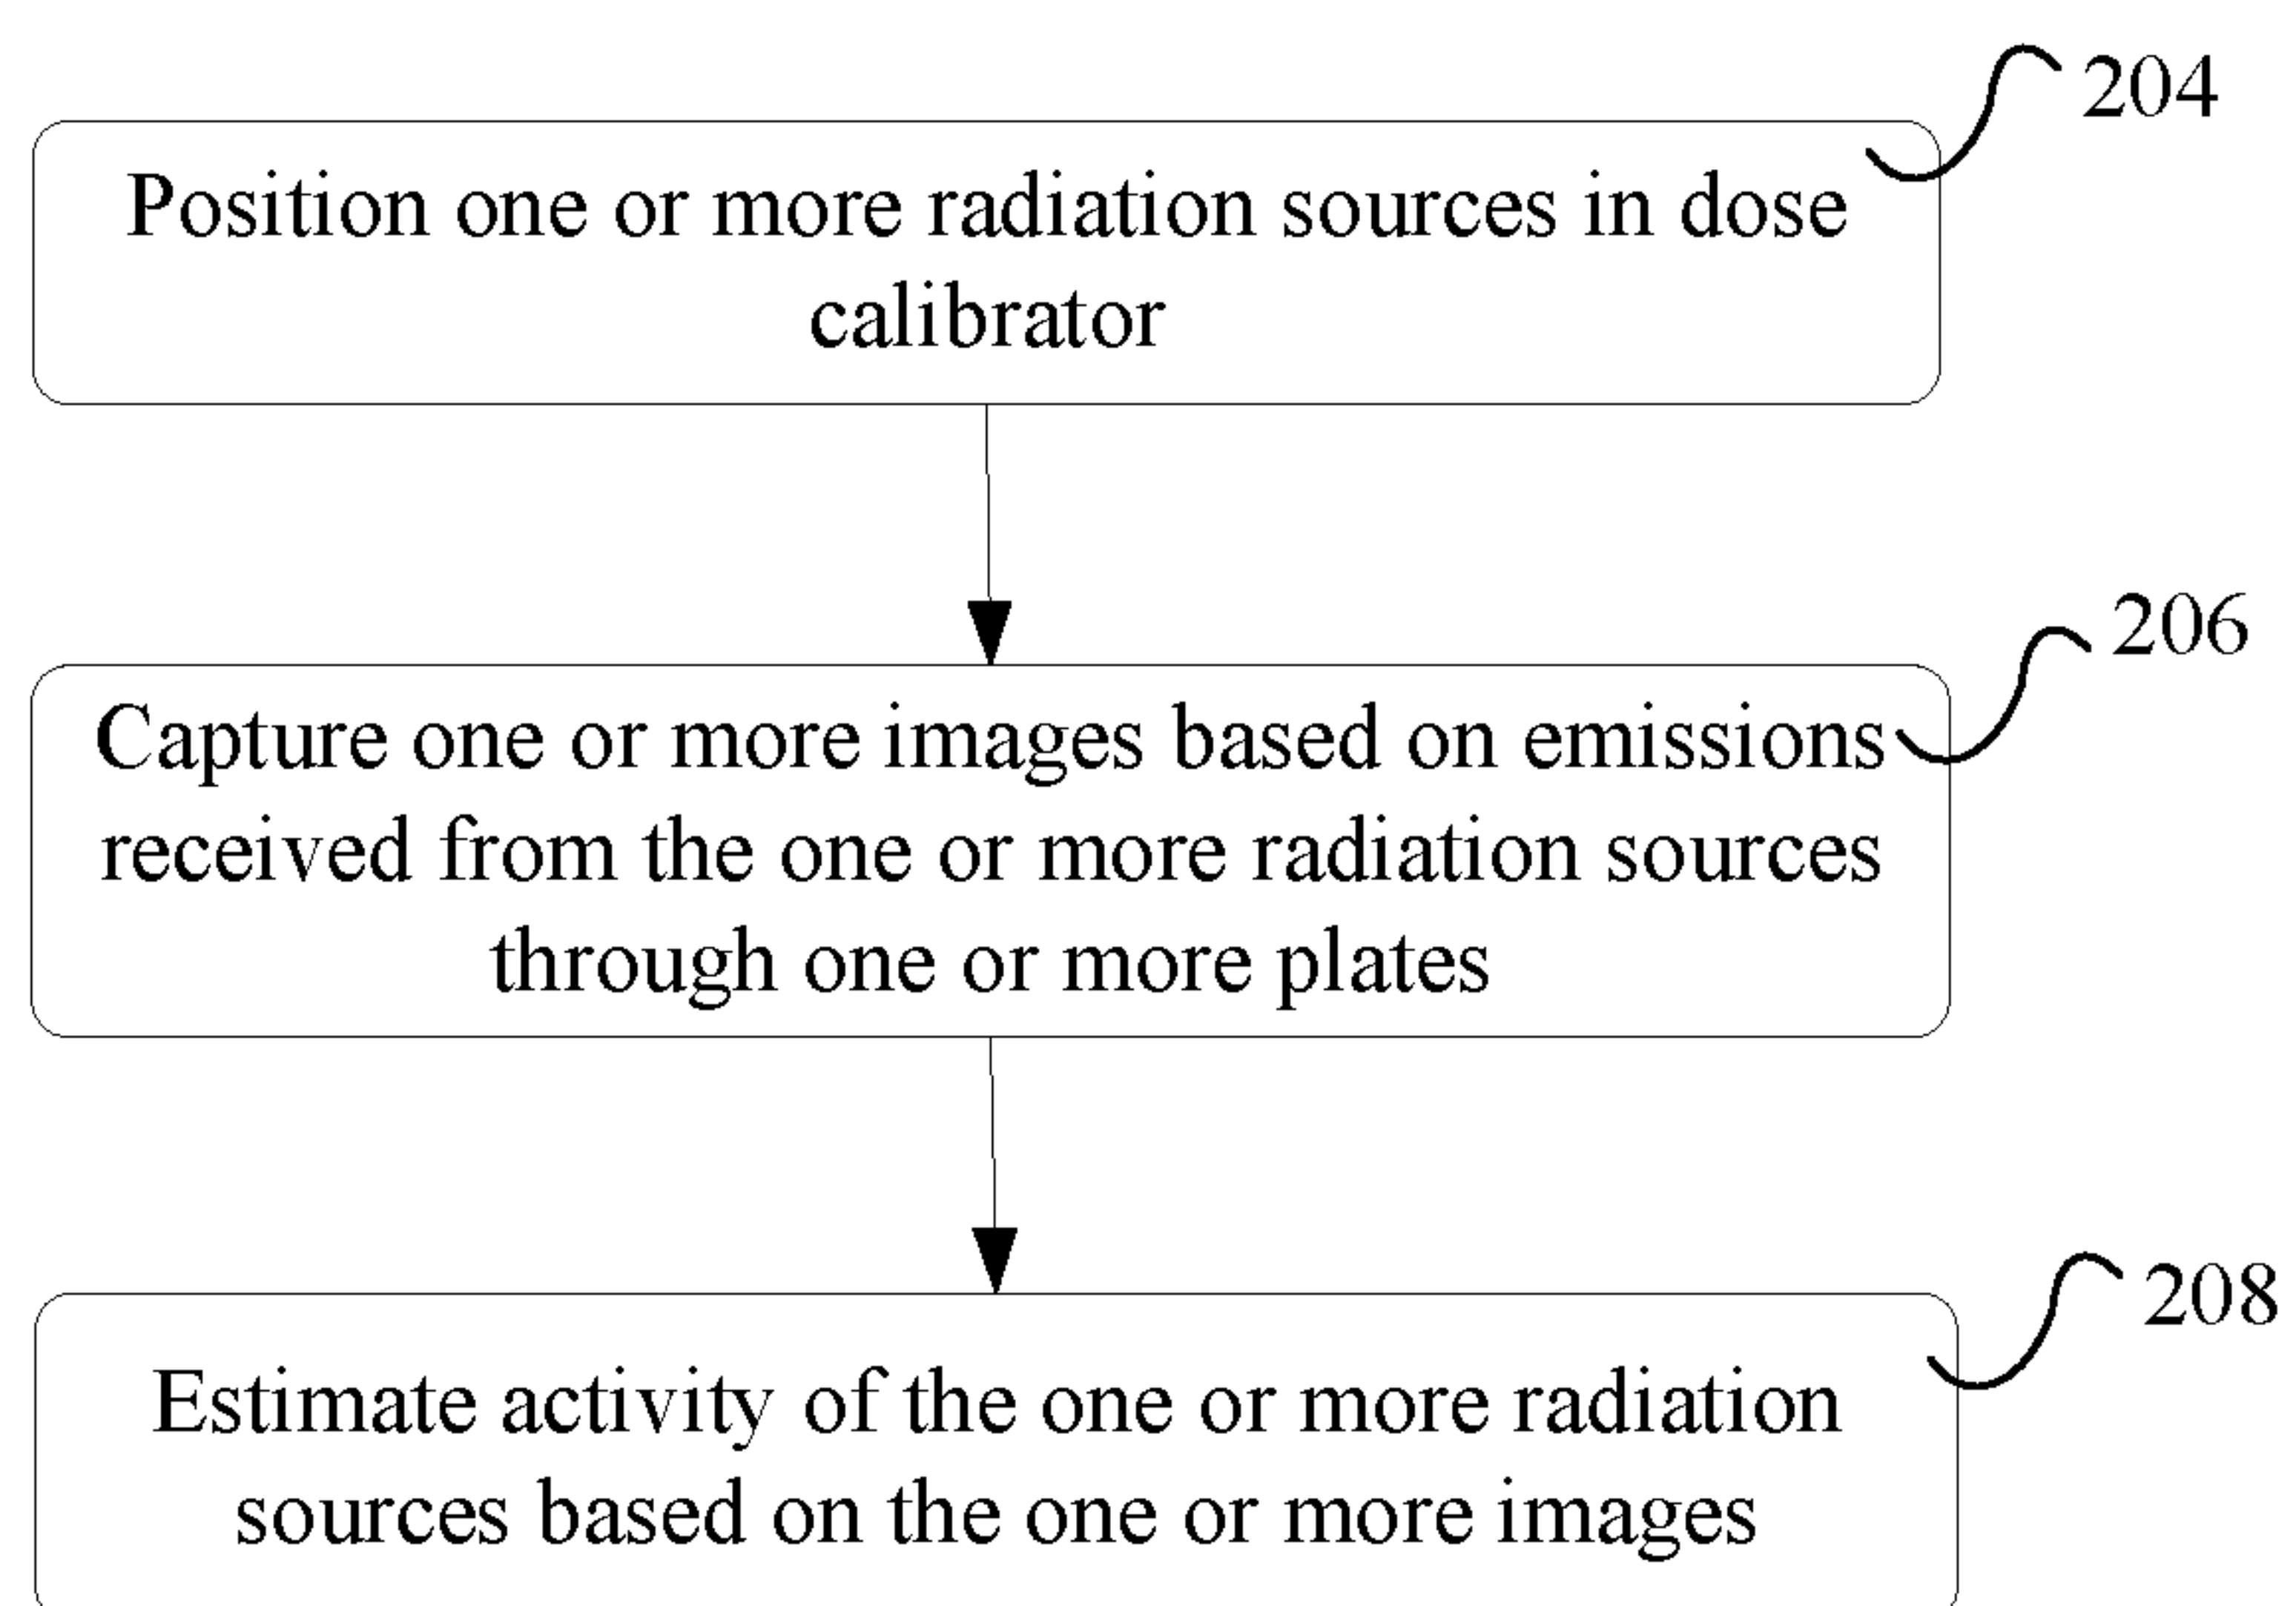 204
Position one or more radiation sources in dose
calibrator
206
Capture one or more images based on emissions
received from the one or more radiation sources
through one or more plates
208
Estimate activity of the one or more radiation
sources based on the one or more images